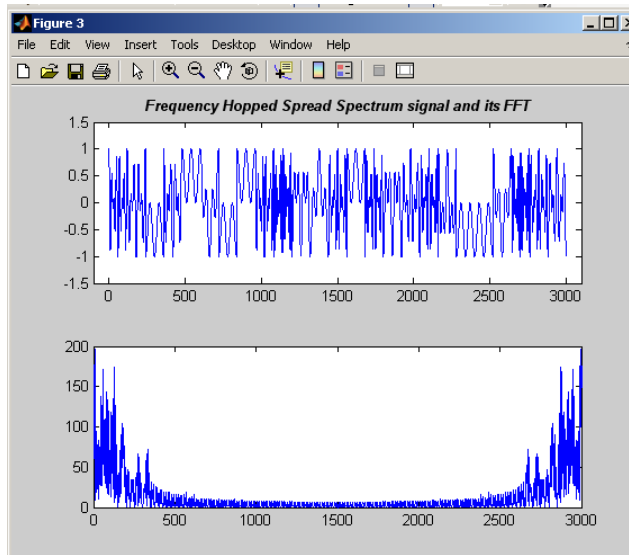 Figure 3
File Edit View Insert Tools Desktop Window Help
Frequency Hopped Spread Spectrum signal and its FFT
1.5
1
0.5
0
-0.5
-1
-1.5
0 500 1000 1500 2000 2500 3000
200
150
100
50
0
0 500 1000 1500 2000 2500 3000